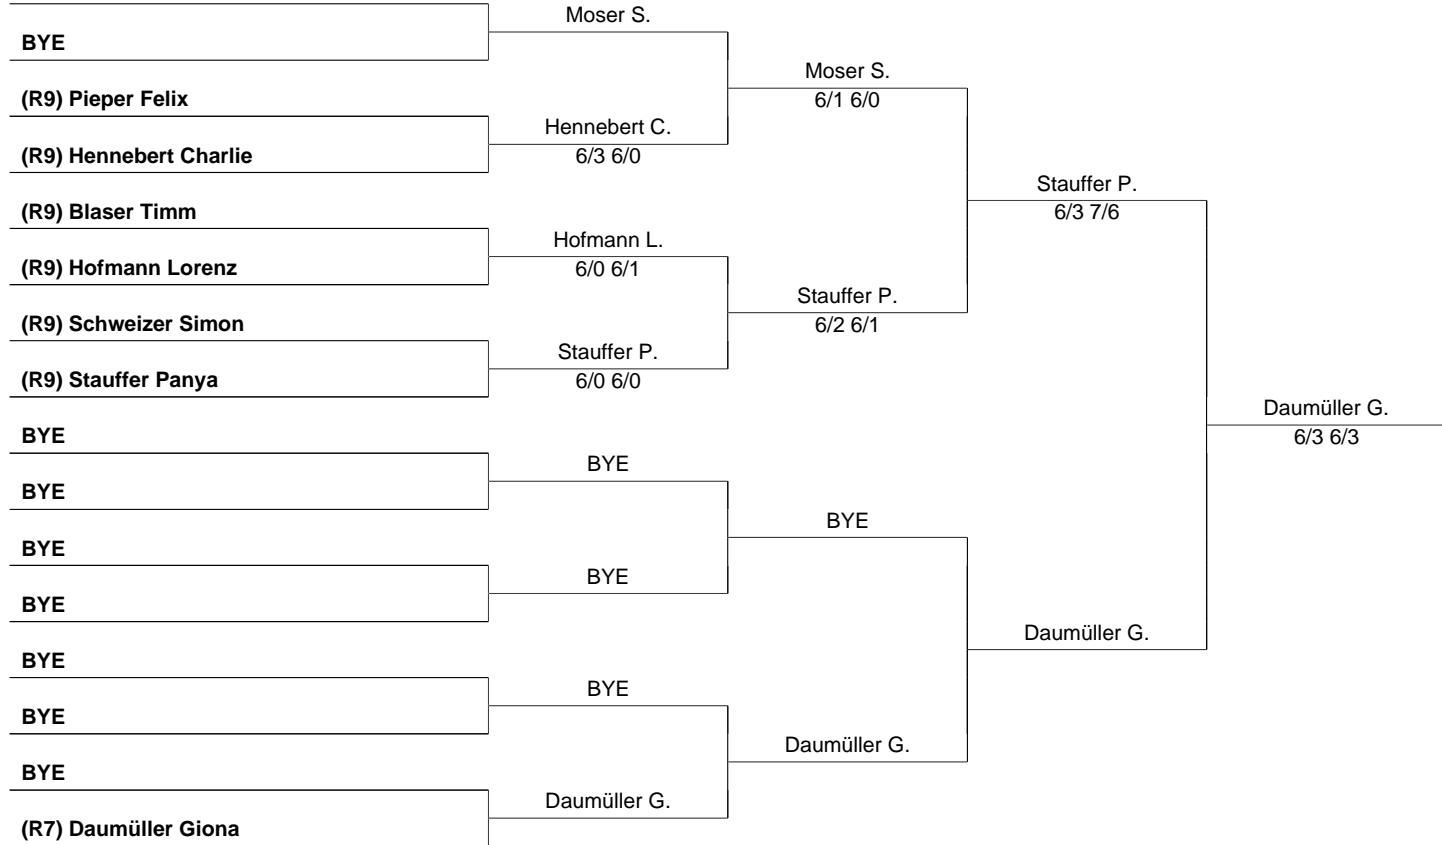 BYE
(R9) Pieper Felix
(R9) Hennebert Charlie
(R9) Blaser Timm
(R9) Hofmann Lorenz
(R9) Schweizer Simon
(R9) Stauffer Panya
BYE
BYE
BYE
BYE
BYE
BYE
BYE
(R7) Daumüller Giona
Moser S.
Hennebert C.
6/3 6/0
Hofmann L.
6/0 6/1
Stauffer P.
6/0 6/0
BYE
BYE
BYE
Daumüller G.
Moser S.
6/1 6/0
Stauffer P.
6/2 6/1
BYE
Daumüller G.
Stauffer P.
6/3 7/6
Daumüller G.
Daumüller G.
6/3 6/3